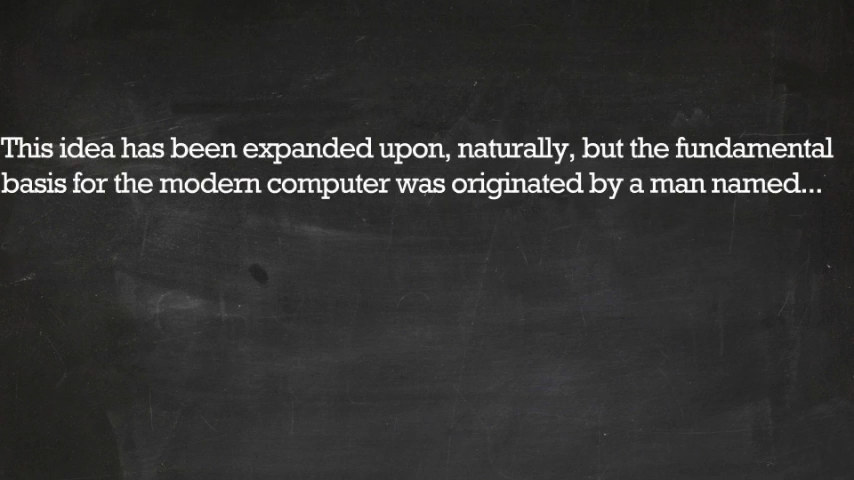 This idea has been expanded upon, naturally, but the fundamental
basis for the modern computer was originated by a man named...